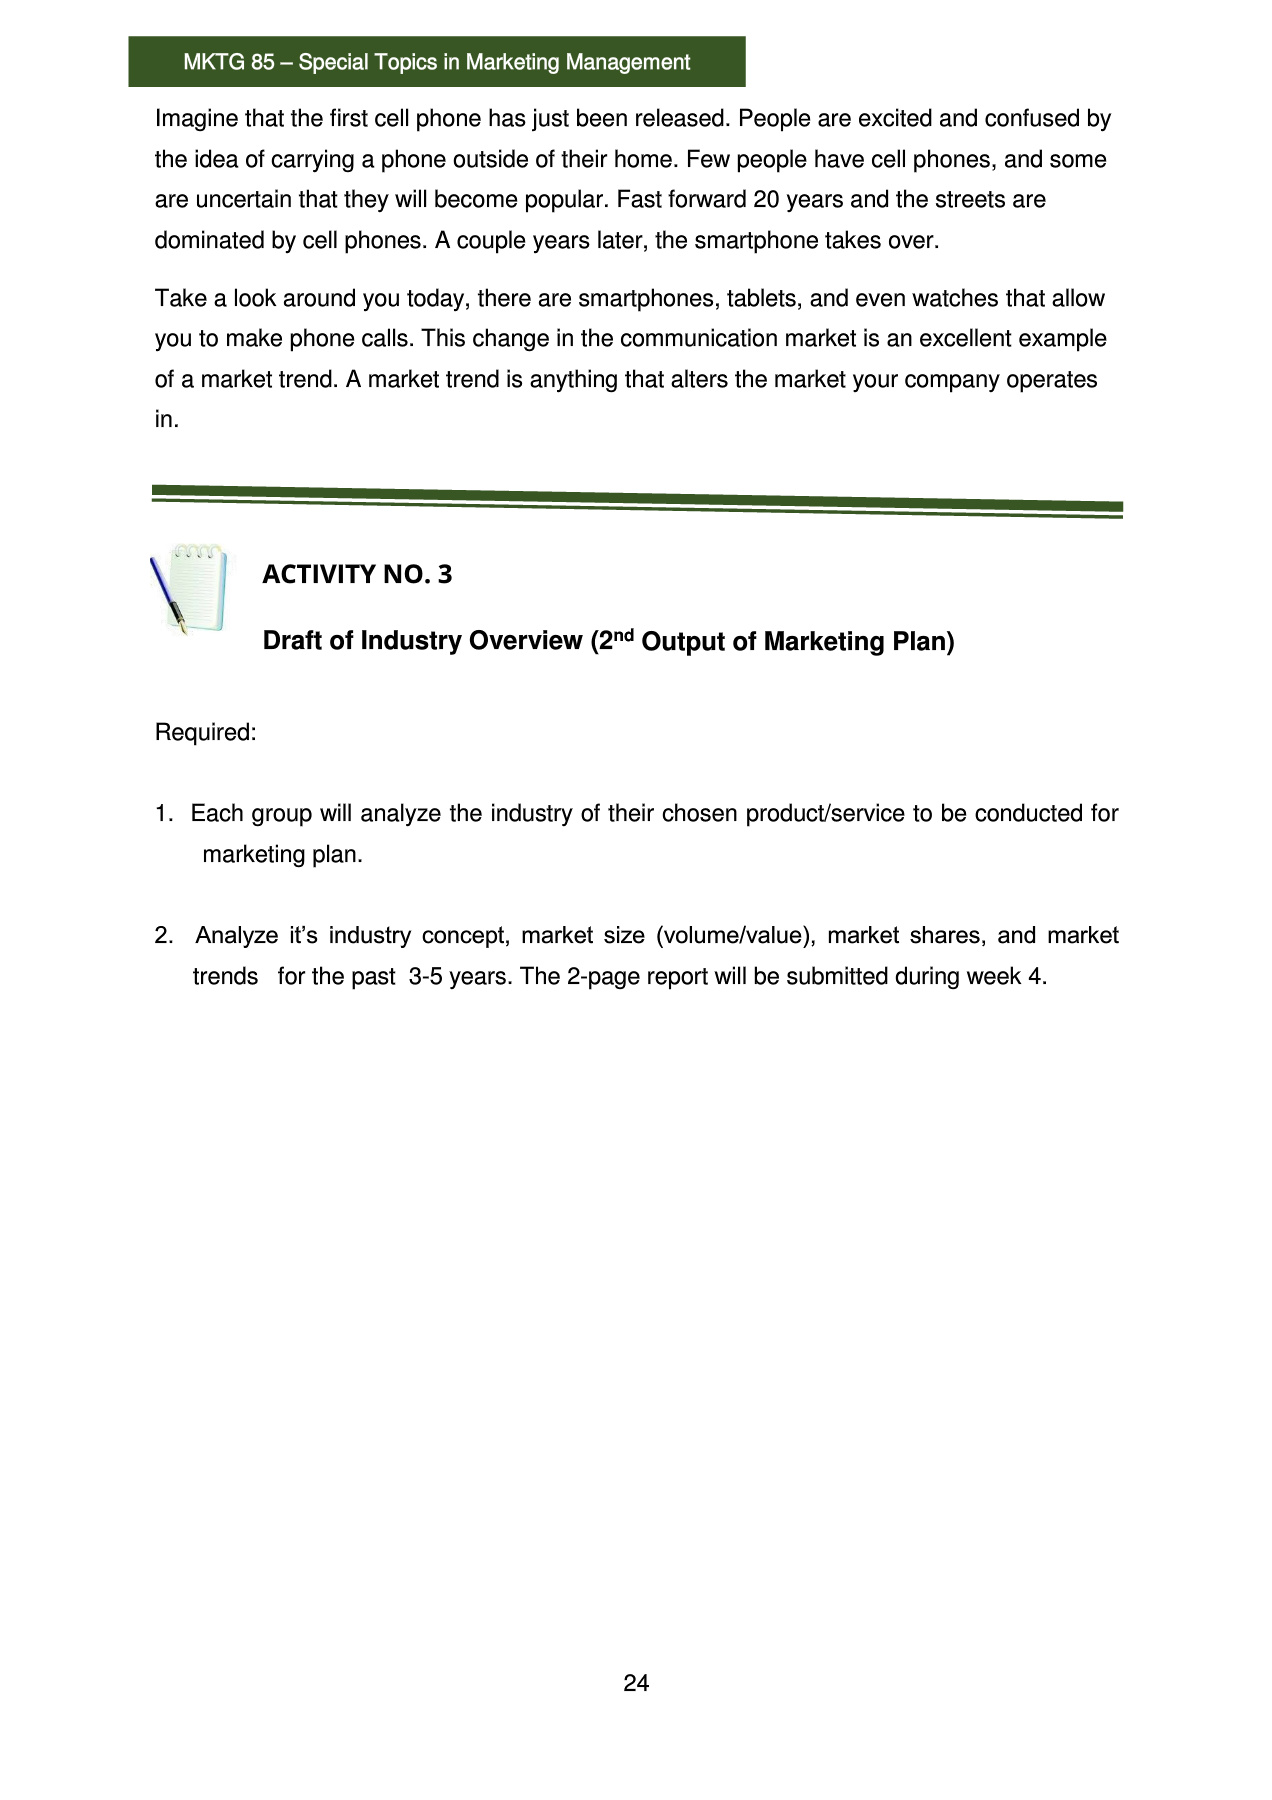 MKTG 85 – Special Topics in Marketing Management
Imagine that the first cell phone has just been released. People are excited and confused by
the idea of carrying a phone outside of their home. Few people have cell phones, and some
are uncertain that they will become popular. Fast forward 20 years and the streets are
dominated by cell phones. A couple years later, the smartphone takes over.
Take a look around you today, there are smartphones, tablets, and even watches that allow
you to make phone calls. This change in the communication market is an excellent example
of a market trend. A market trend is anything that alters the market your company operates
in.
ACTIVITY NO. 3
Draft of Industry Overview (2nd Output of Marketing Plan)
Required:
1. Each group will analyze the industry of their chosen product/service to be conducted for
marketing plan.
2. Analyze it’s industry concept, market size (volume/value), market shares, and market
trends for the past 3-5 years. The 2-page report will be submitted during week 4.
24